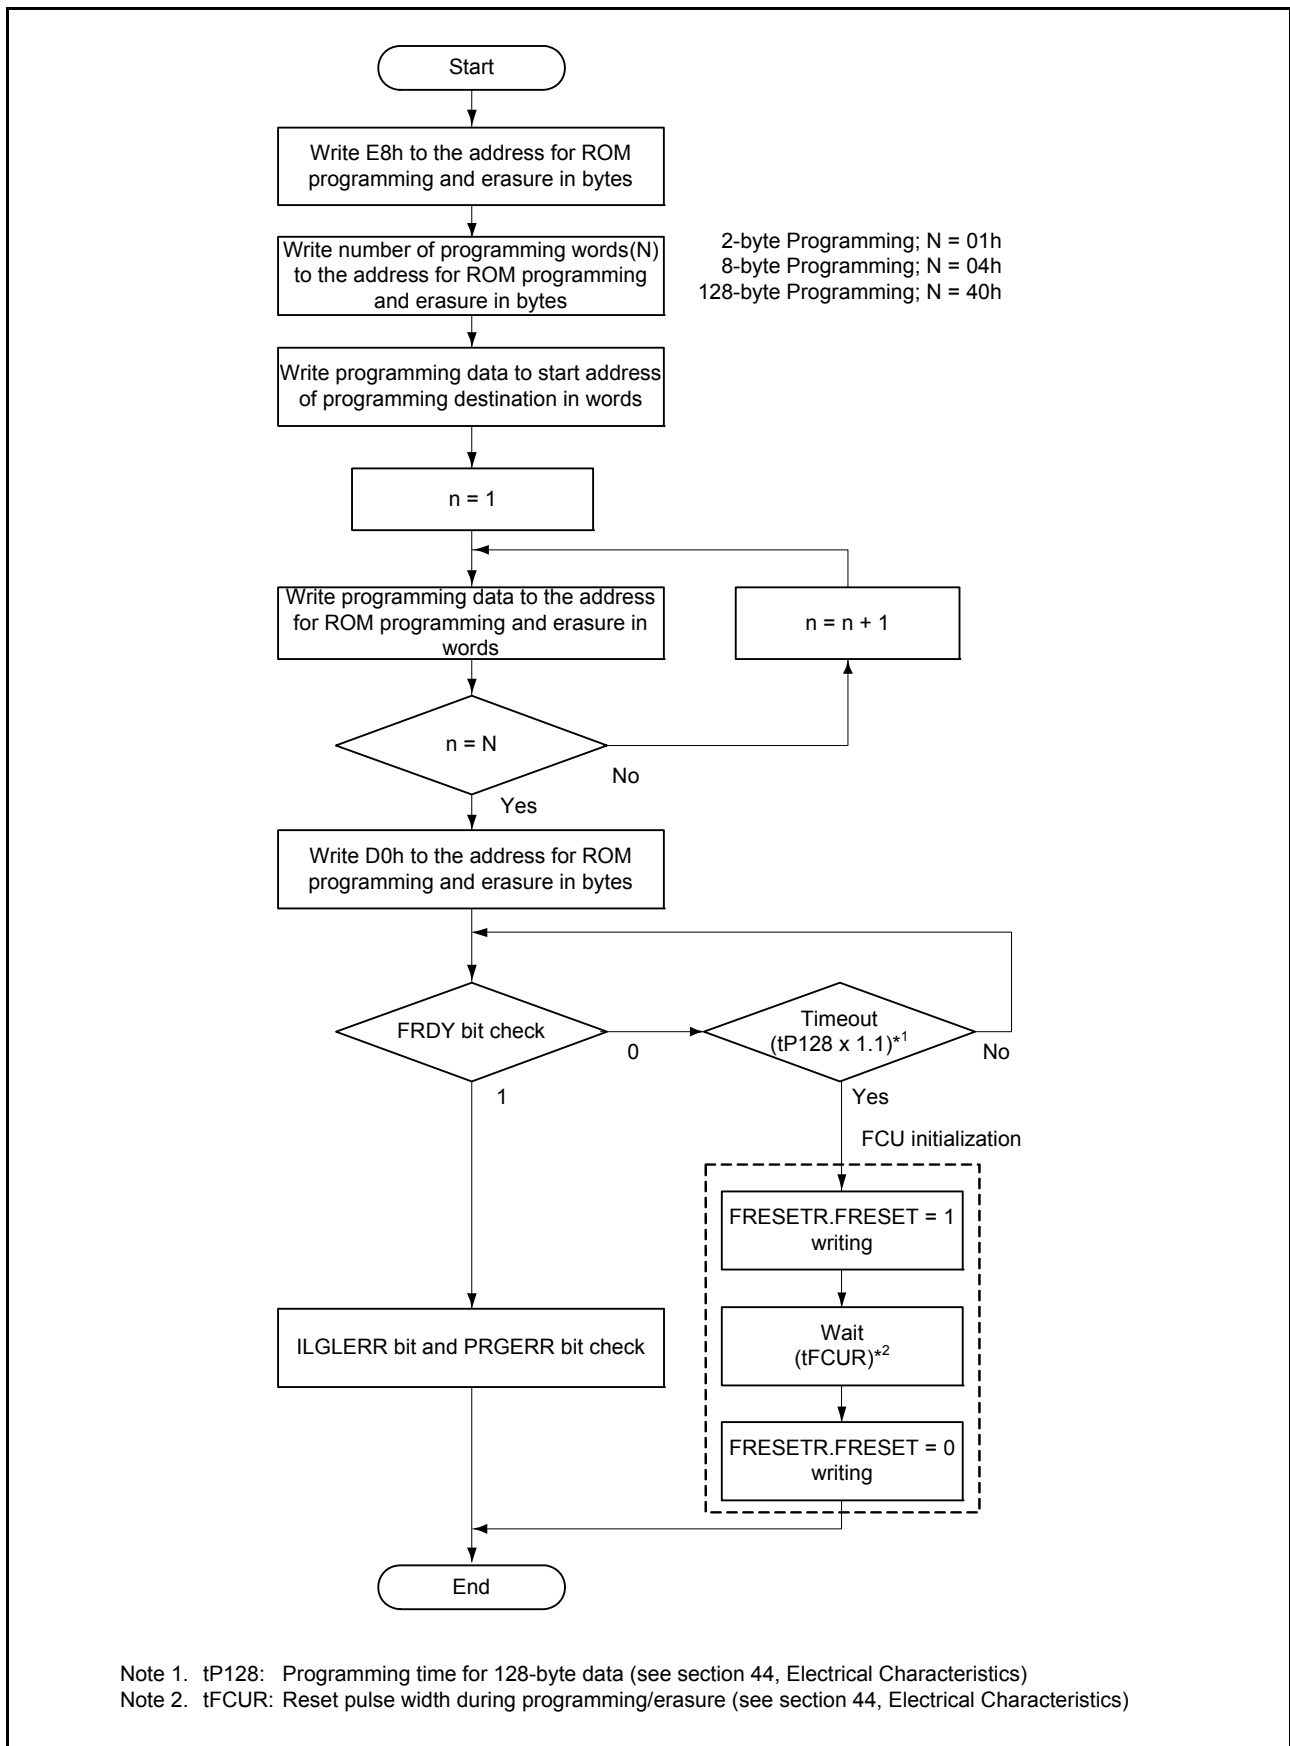 Start
Write E8h to the address for ROM
programming and erasure in bytes
Write number of programming words(N)
to the address for ROM programming
and erasure in bytes
2-byte Programming; N = 01h
8-byte Programming; N = 04h
128-byte Programming; N = 40h
Write programming data to start address
of programming destination in words
n = 1
Write programming data to the address
for ROM programming and erasure in
words
n = n + 1
n = N
No
Yes
Write D0h to the address for ROM
programming and erasure in bytes
FRDY bit check
0
1
Timeout
(tP128 x 1.1)*1
No
Yes
FCU initialization
FRESETR.FRESET = 1
writing
Wait
(tFCUR)*2
FRESETR.FRESET = 0
writing
ILGLERR bit and PRGERR bit check
End
Note 1. tP128: Programming time for 128-byte data (see section 44, Electrical Characteristics)
Note 2. tFCUR: Reset pulse width during programming/erasure (see section 44, Electrical Characteristics)